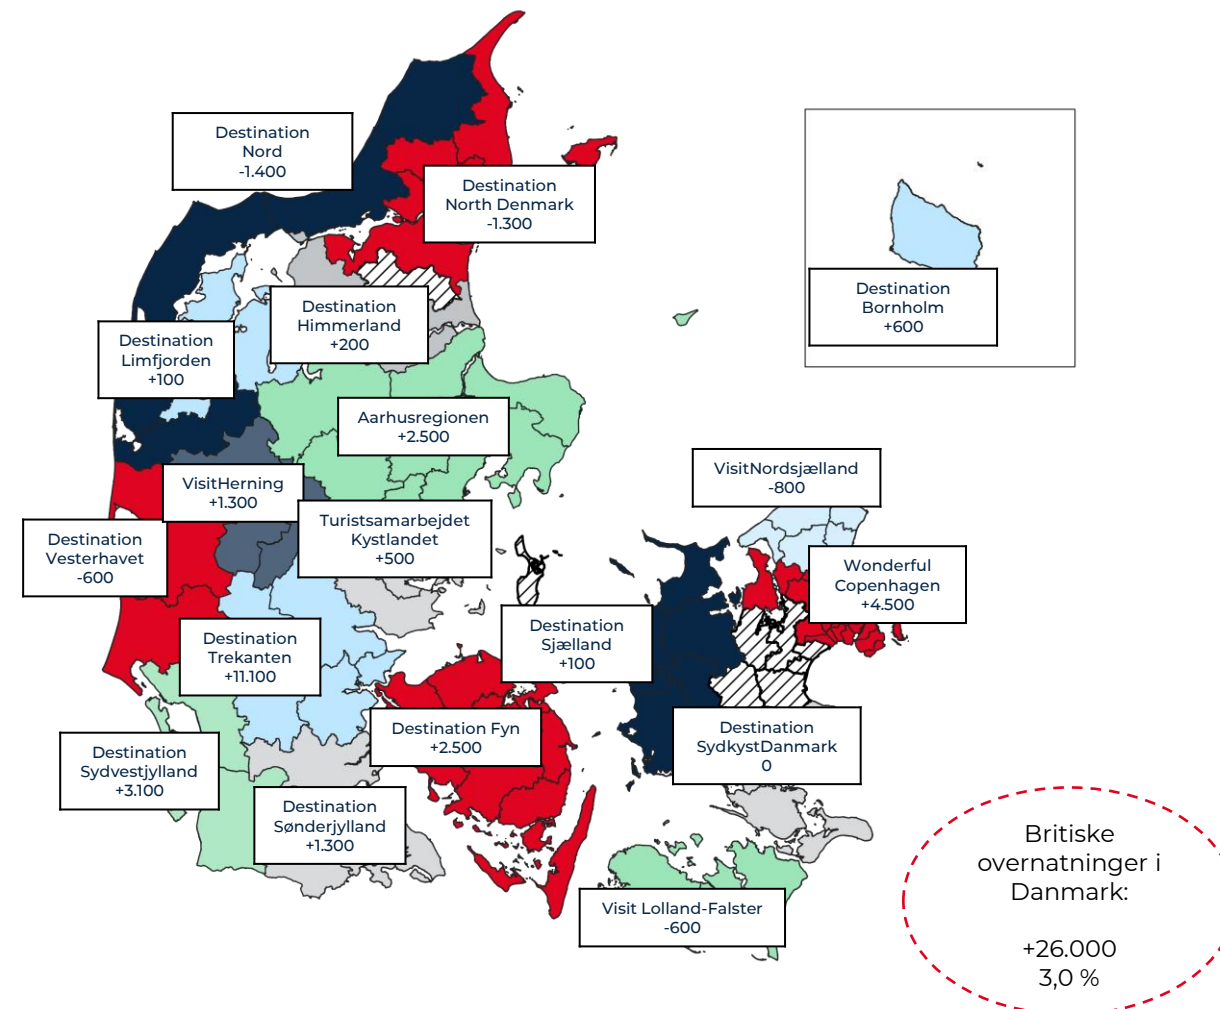 Destination
Nord
-1.400
Destination
North Denmark
-1.300
Destination
Himmerland
+200
Destination
Limfjorden
+100
Destination
Bornholm
+600
Aarhusregionen
+2.500
VisitHerning
+1.300
VisitNordsjælland
-800
Turistsamarbejdet
Kystlandet
+500
Destination
Vesterhavet
-600
Wonderful
Copenhagen
+4.500
Destination
Sjælland
+100
Destination
Trekanten
+11.100
Destination Fyn
+2.500
Destination
SydkystDanmark
0
Destination
Sydvestjylland
+3.100
Destination
Sønderjylland
+1.300
Visit Lolland-Falster
-600
Britiske
overnatninger i
Danmark:
+26.000
3,0 %